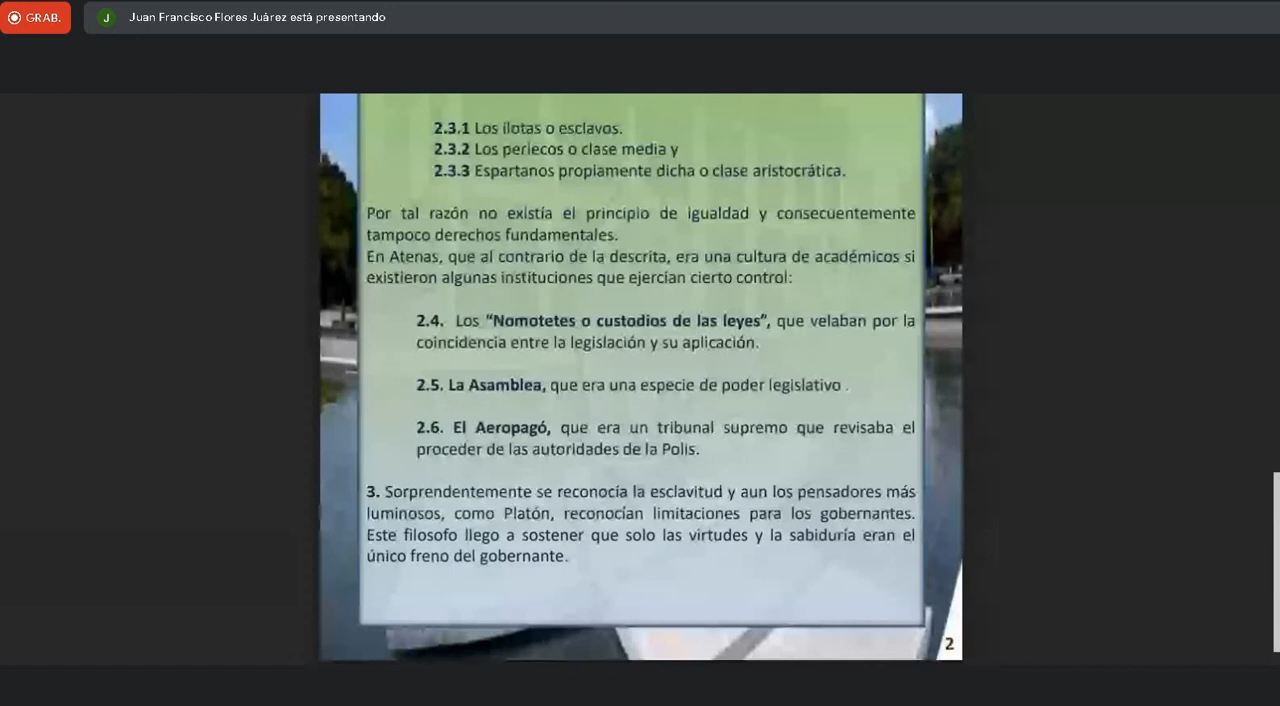 GRAB.
J
Juan Francisco Flores Juárez está presentando
2.3.1 Los ilotas o esclavos.
2.3.2 Los periecos o clase media y
2.3.3 Espartanos propiamente dicha o clase aristocrática.
Por tal razón no existía el principio de igualdad y consecuentemente
tampoco derechos fundamentales.
En Atenas, que al contrario de la descrita, era una cultura de académicos si
existieron algunas instituciones que ejercían cierto control:
2.4. Los "Nomotetes o custodios de las leyes", que velaban por la
coincidencia entre la legislación y su aplicación.
2.5. La Asamblea, que era una especie de poder legislativo .
2.6. El Aeropagó, que era un tribunal supremo que revisaba el
proceder de las autoridades de la Polis.
3. Sorprendentemente se reconocía la esclavitud y aun los pensadores más
luminosos, como Platón, reconocían limitaciones para los gobernantes.
Este filosofo llego a sostener que solo las virtudes y la sabiduría eran el
único freno del gobernante.
2